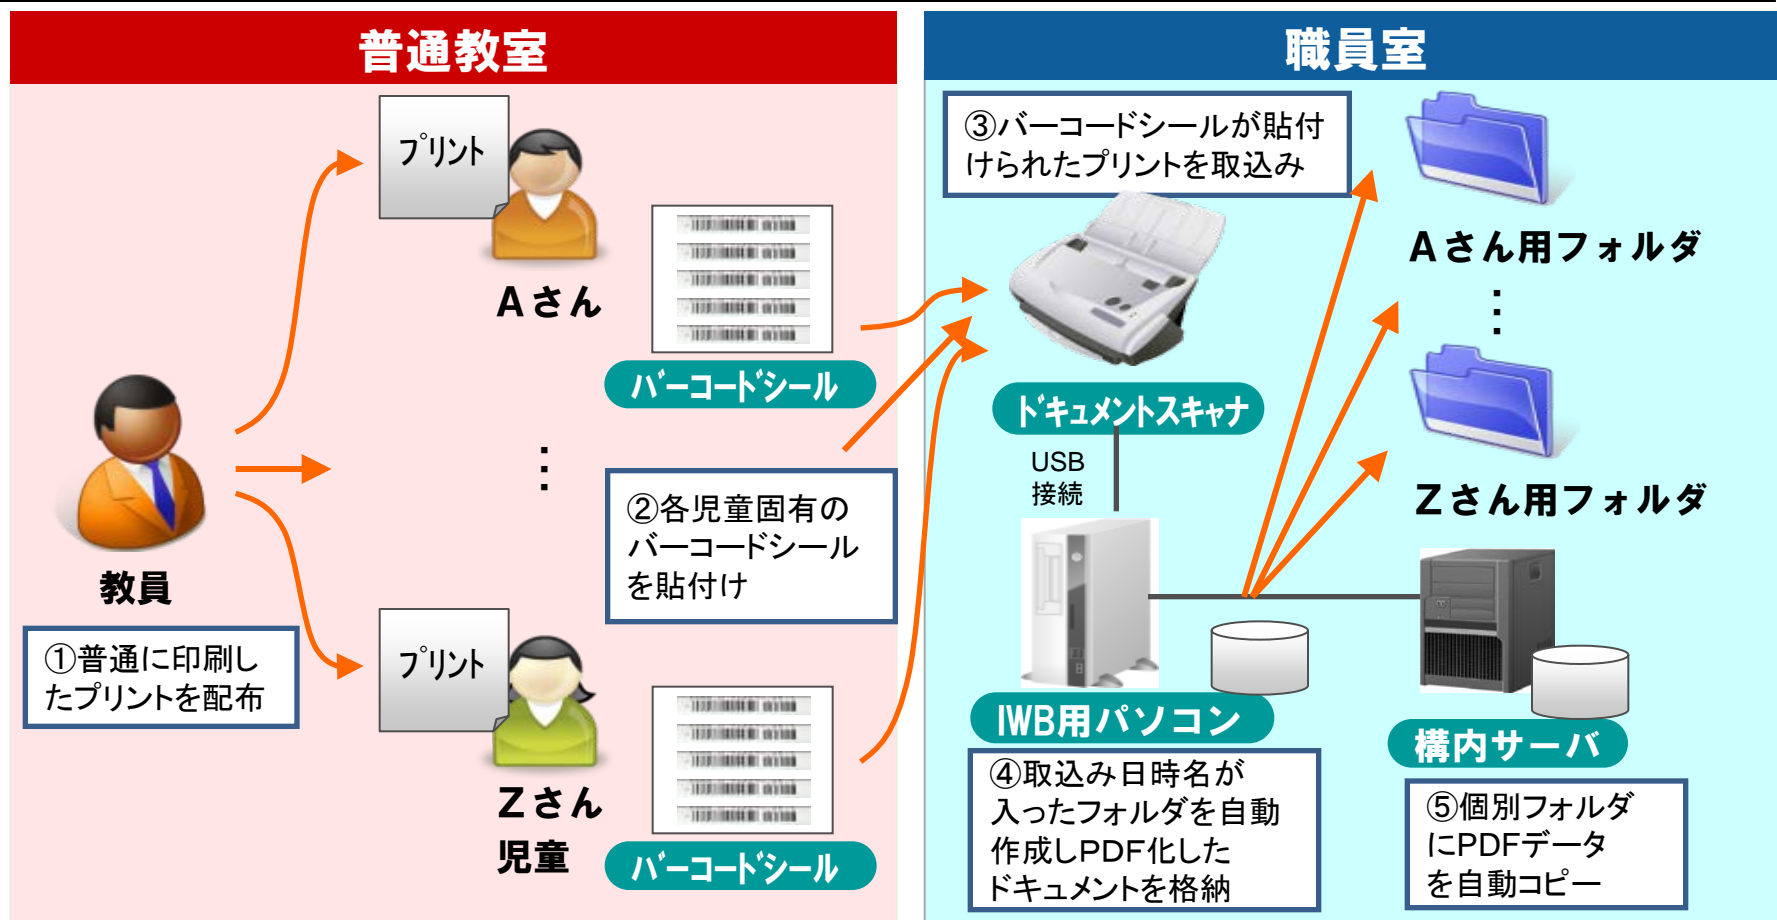 普通教室
プリント
Aさん
バーコードシール
⋮
教員
①普通に印刷し
たプリントを配布
②各児童固有の
バーコードシール
を貼付け
プリント
Zさん
児童
バーコードシール
職員室
③バーコードシールが貼付
けられたプリントを取込み
Aさん用フォルダ
⋮
Zさん用フォルダ
ドキュメントスキャナ
USB
接続
IWB用パソコン
④取込み日時名が
入ったフォルダを自動
作成しPDF化した
ドキュメントを格納
構内サーバ
⑤個別フォルダ
にPDFデータ
を自動コピー